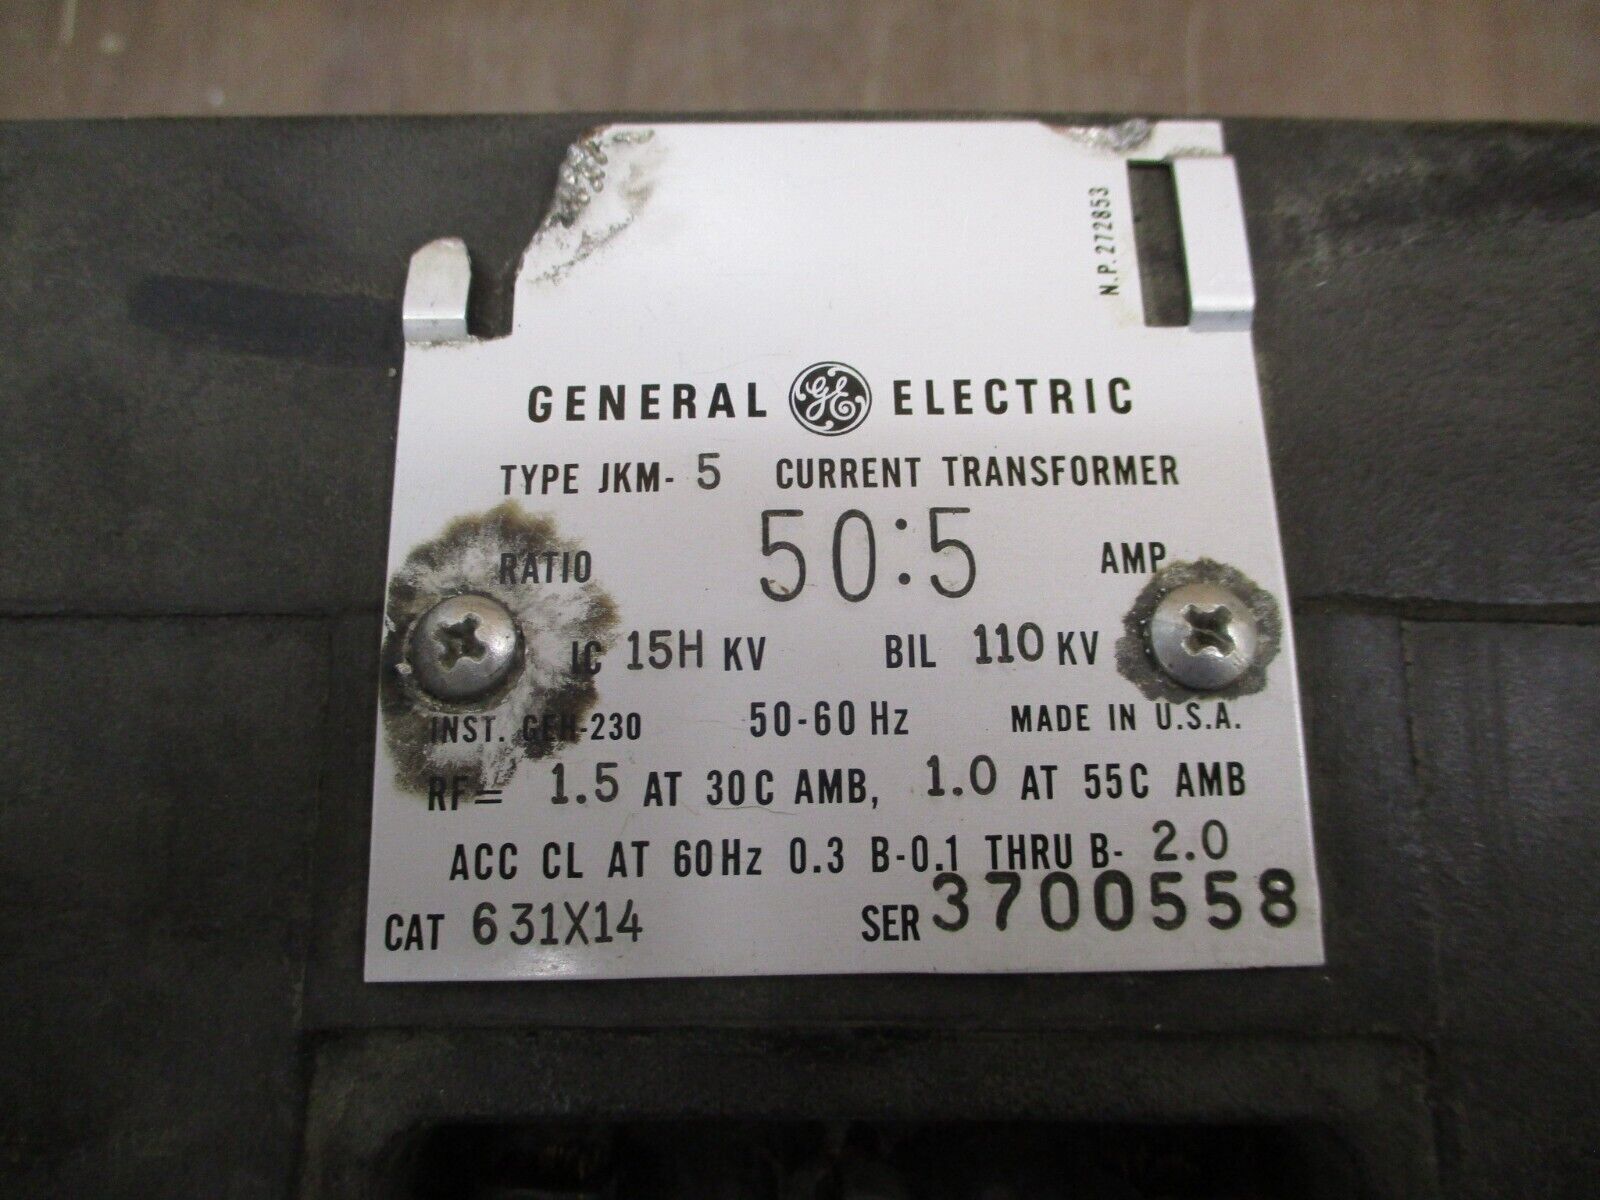 N.P. 272853
GENERAL GE ELECTRIC
TYPE JKM- 5 CURRENT TRANSFORMER
RATIO 50:5 AMP
IC 15H KV BIL 110 KV
INST. GEH-230 50-60 Hz MADE IN U.S.A.
RF= 1.5 AT 30C AMB, 1.0 AT 55C AMB
ACC CL AT 60Hz 0.3 B-0.1 THRU B- 2.0
CAT 631X14 SER 3700558